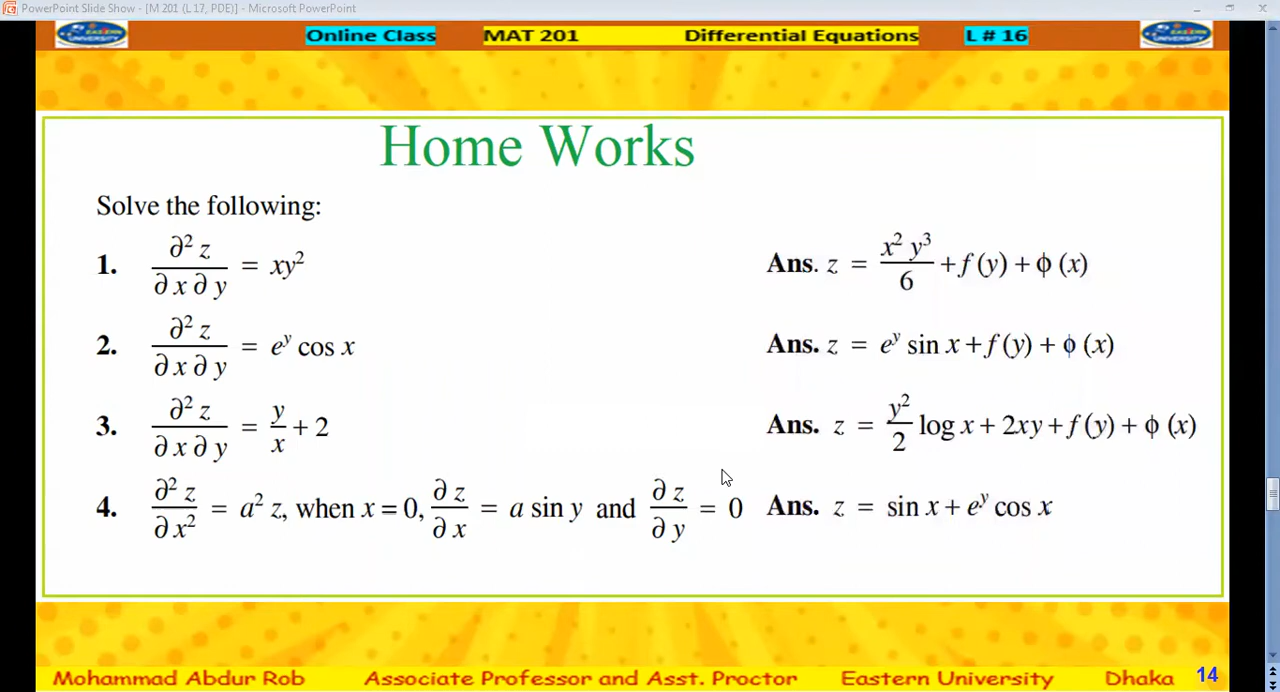 PowerPoint Slide Show - [M 201 (L 17, PDE)] - Microsoft PowerPoint
Online Class MAT 201 Differential Equations L # 16
Home Works
Solve the following:
1. ∂²z/∂x∂y = xy² Ans. z = x²y³/6 + f(y) + ϕ(x)
2. ∂²z/∂x∂y = eʸ cos x Ans. z = eʸ sin x + f(y) + ϕ(x)
3. ∂²z/∂x∂y = y/x + 2 Ans. z = y²/2 log x + 2xy + f(y) + ϕ(x)
4. ∂²z/∂x² = a²z, when x = 0, ∂z/∂x = a sin y and ∂z/∂y = 0 Ans. z = sin x + eʸ cos x
Mohammad Abdur Rob Associate Professor and Asst. Proctor Eastern University Dhaka 14